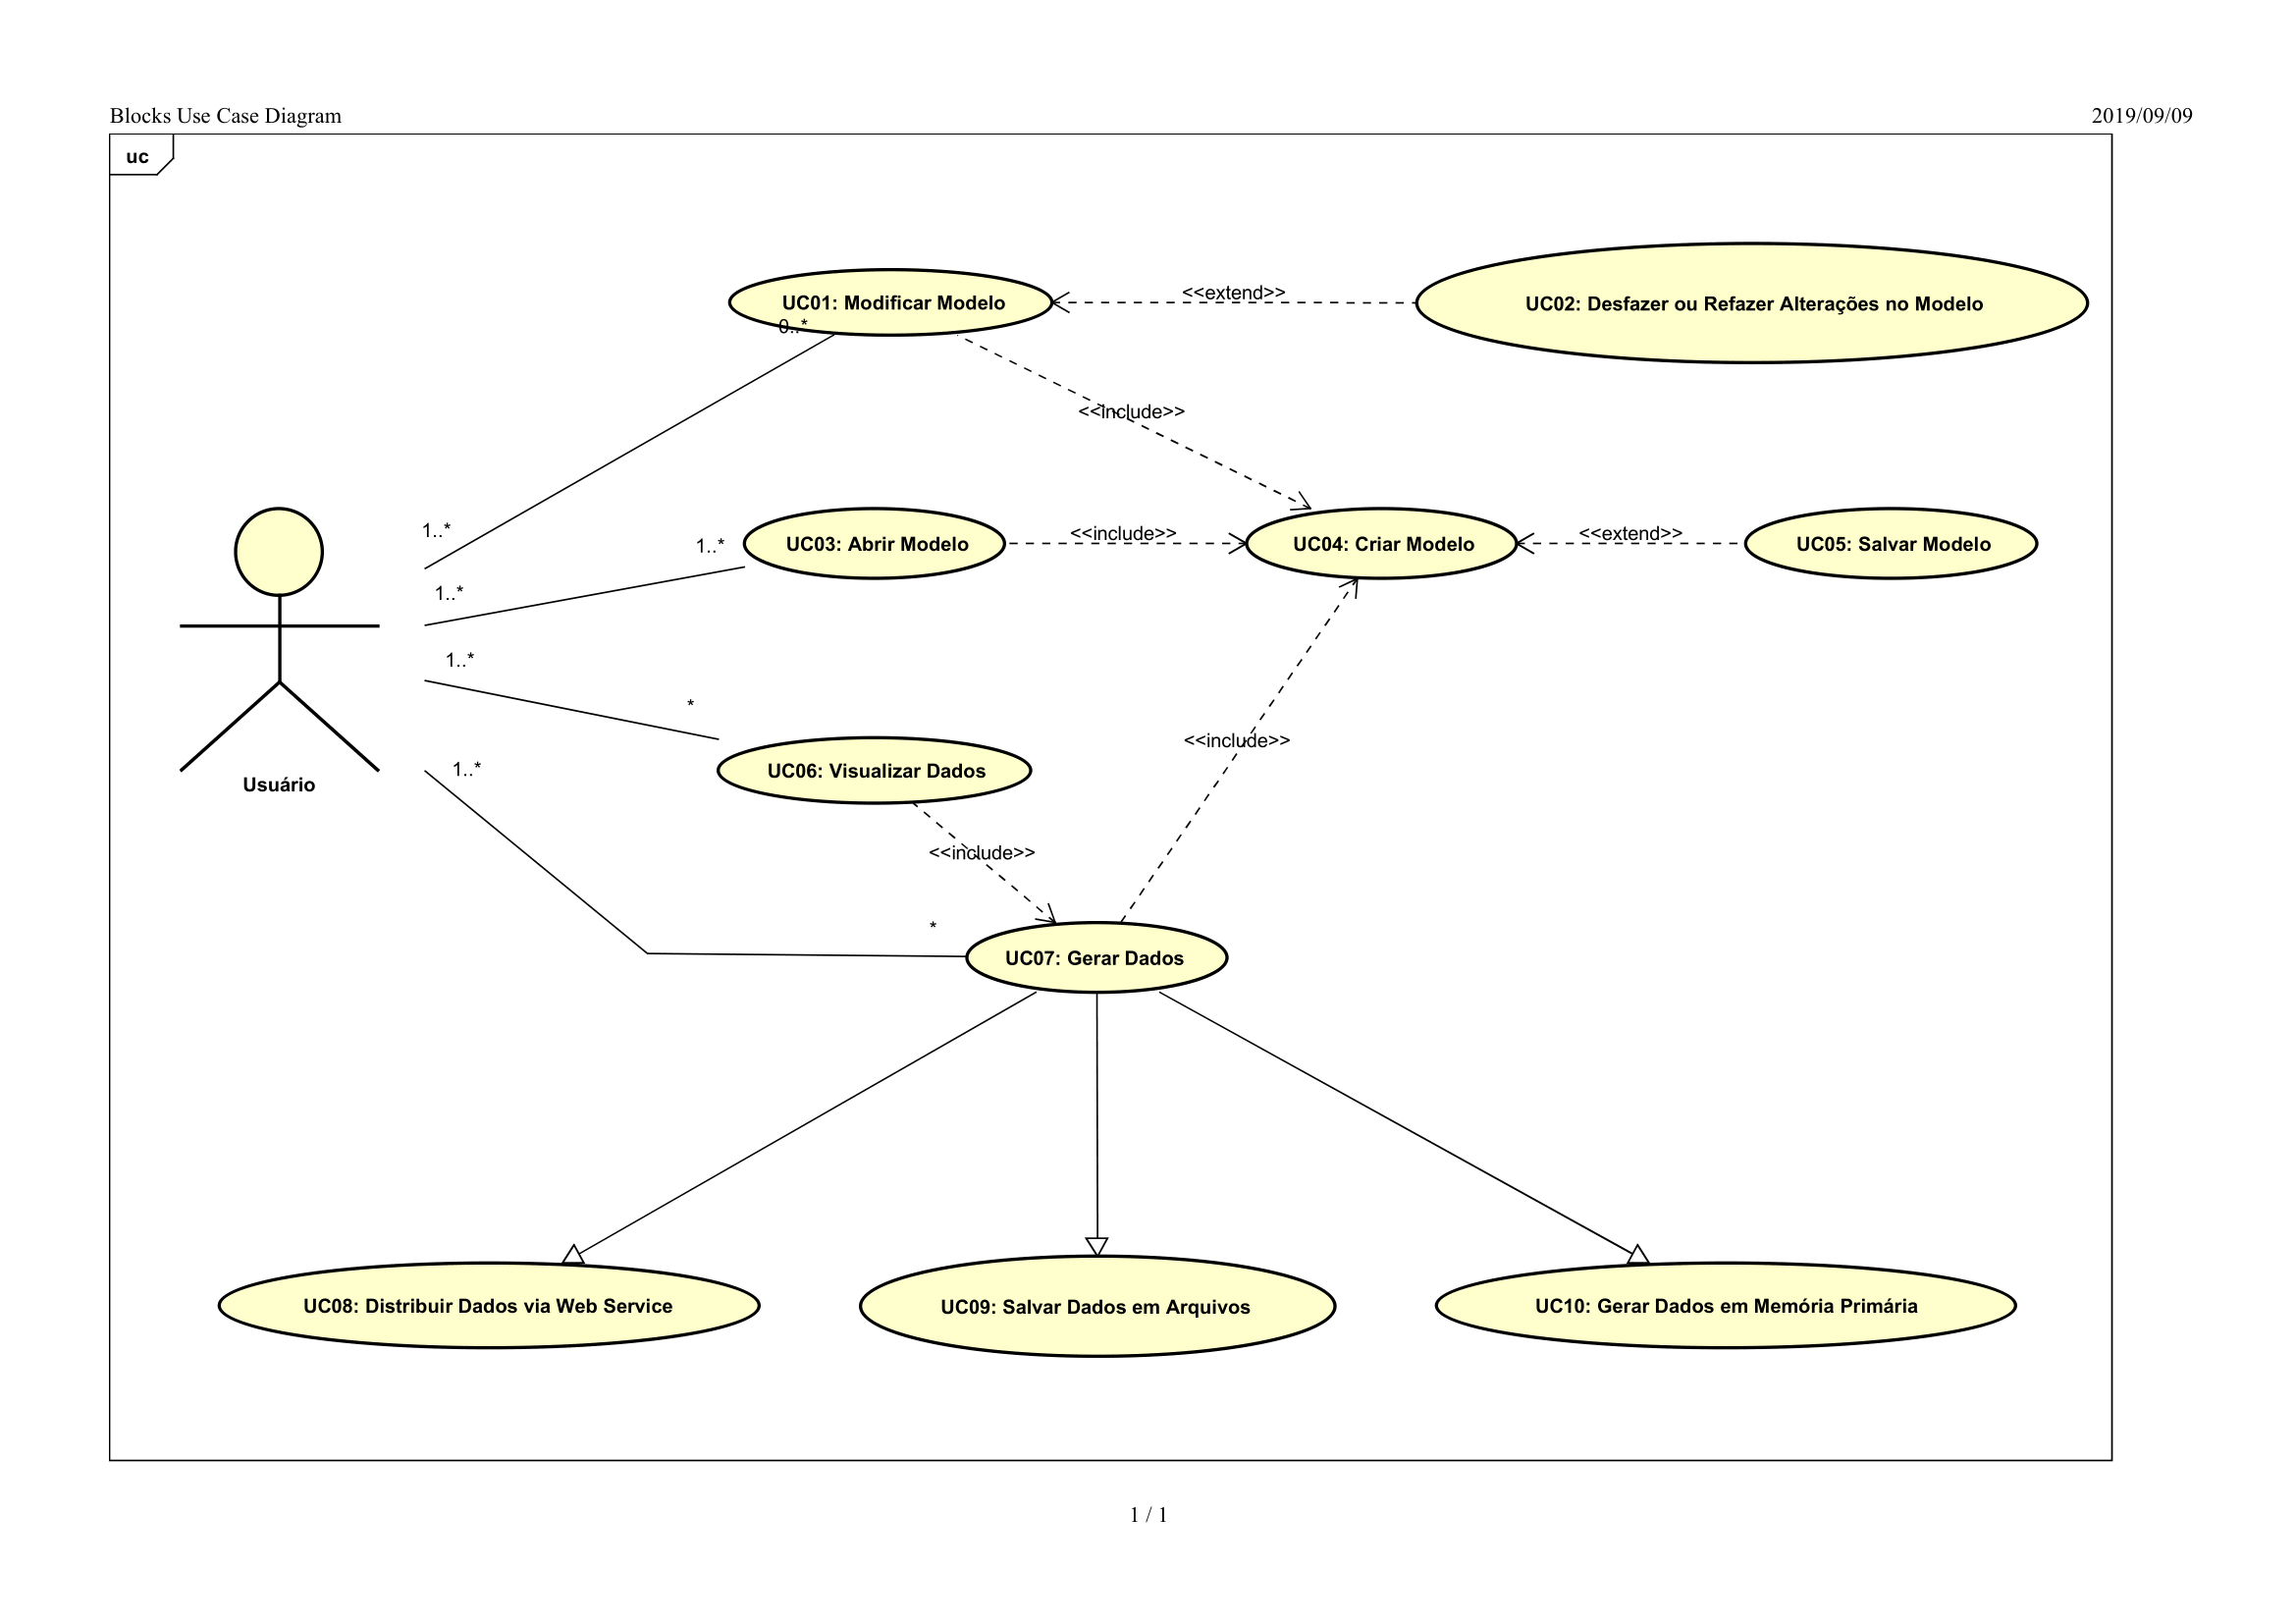 Blocks Use Case Diagram
2019/09/09
uc
UC01: Modificar Modelo
0..*
<<extend>>
UC02: Desfazer ou Refazer Alterações no Modelo
<<include>>
1..*
1..*
UC03: Abrir Modelo
<<include>>
UC04: Criar Modelo
<<extend>>
UC05: Salvar Modelo
1..*
1..*
*
<<include>>
1..*
UC06: Visualizar Dados
Usuário
<<include>>
*
UC07: Gerar Dados
UC08: Distribuir Dados via Web Service
UC09: Salvar Dados em Arquivos
UC10: Gerar Dados em Memória Primária
1 / 1